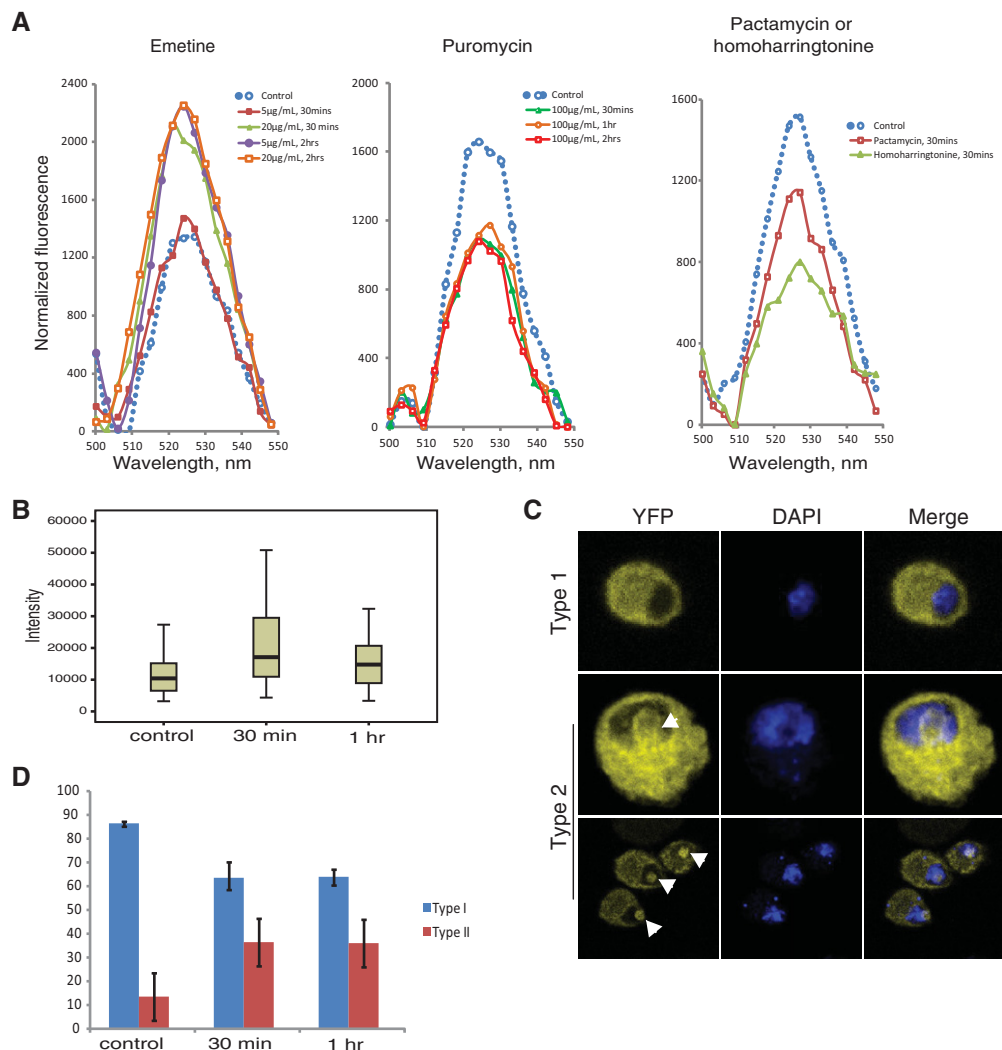 A
Emetine
Puromycin
Pactamycin or
homoharringtonine
Normalized fluorescence
2400
2100
1800
1500
1200
800
400
0
500 510 520 530 540 550
Wavelength, nm
Control
5µg/mL, 30mins
20µg/mL, 30 mins
5µg/mL, 2hrs
20µg/mL, 2hrs
2000
1600
1200
800
400
0
500 510 520 530 540 550
Wavelength, nm
Control
100µg/mL, 30mins
100µg/mL, 1hr
100µg/mL, 2hrs
1600
1200
800
400
0
500 510 520 530 540 550
Wavelength, nm
Control
Pactamycin, 30mins
Homoharringtonine, 30mins
B
Intensity
60000
50000
40000
30000
20000
10000
0
control 30 min 1 hr
C
YFP DAPI Merge
Type 1
Type 2
D
100
90
80
70
60
50
40
30
20
10
0
control 30 min 1 hr
Type I
Type II